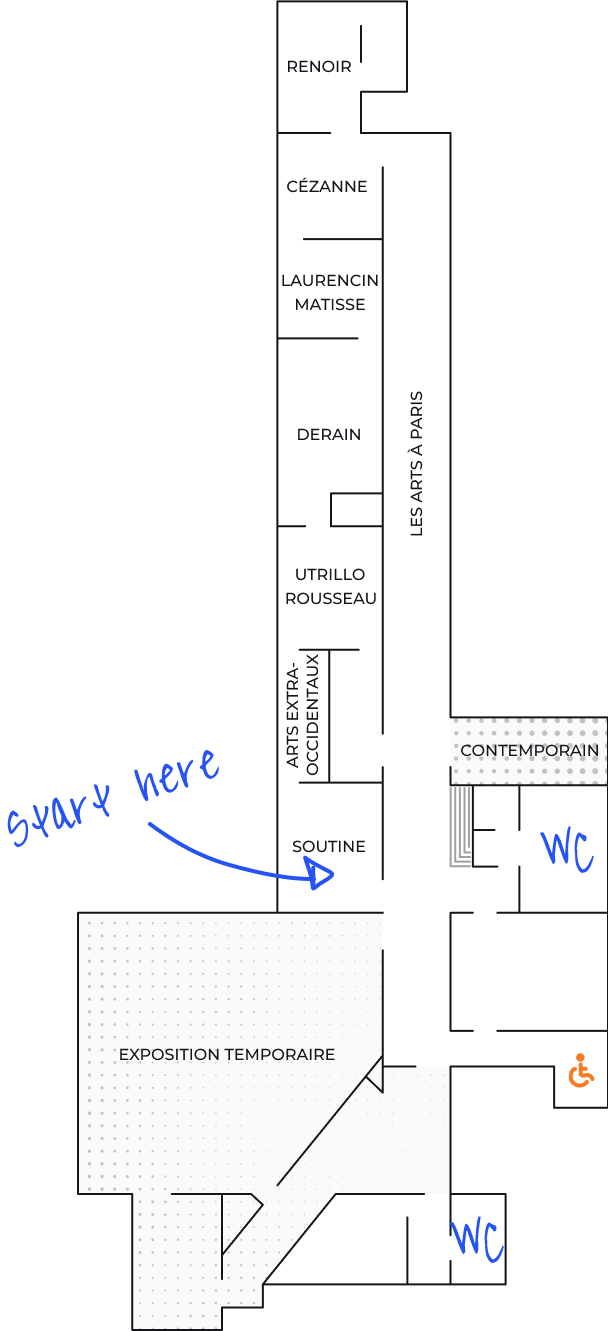 RENOIR
CÉZANNE
LAURENCIN
MATISSE
DERAIN
LES ARTS À PARIS
UTRILLO
ROUSSEAU
ARTS EXTRA-
OCCIDENTAUX
CONTEMPORAIN
start here
SOUTINE
WC
EXPOSITION TEMPORAIRE
WC